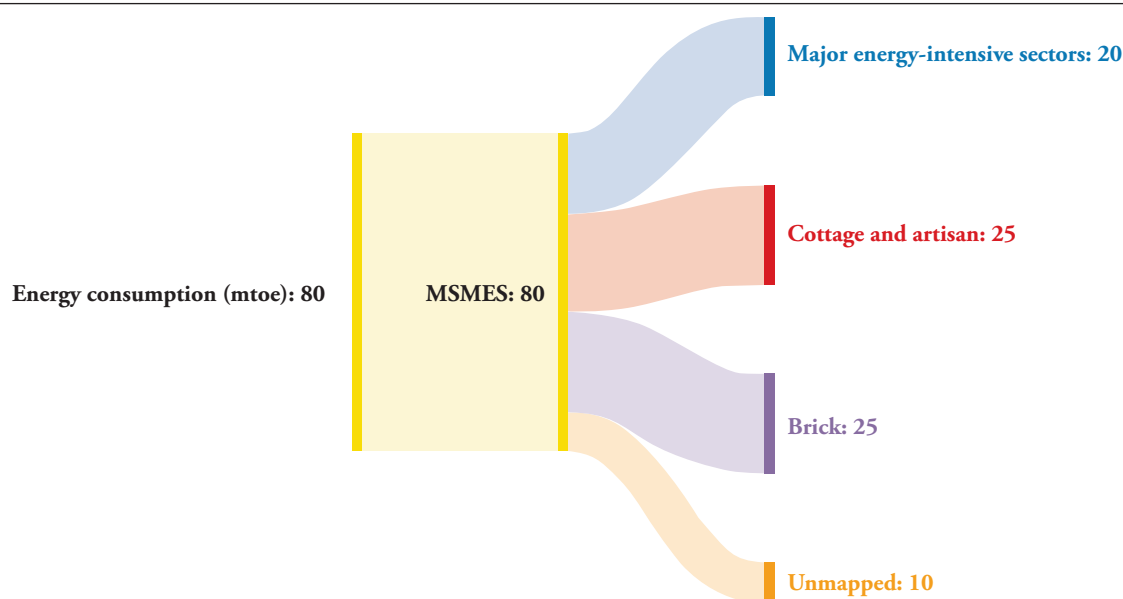 Major energy-intensive sectors: 20
Cottage and artisan: 25
Energy consumption (mtoe): 80
MSMES: 80
Brick: 25
Unmapped: 10